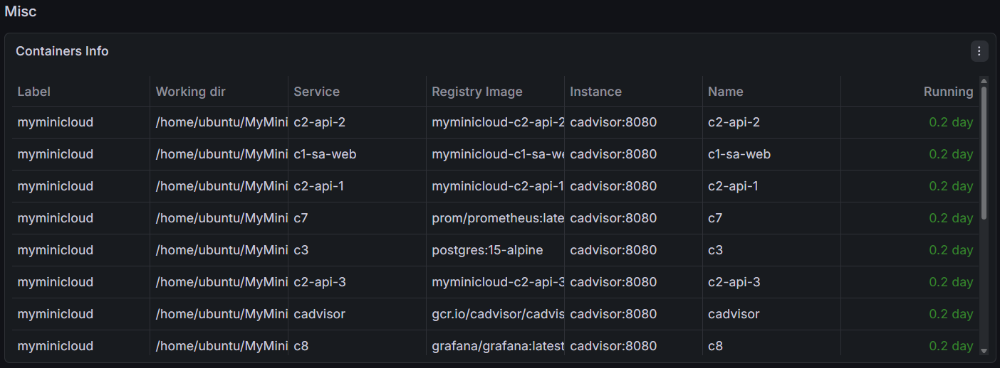 Misc
Containers Info
Label Working dir Service Registry Image Instance Name Running
myminicloud /home/ubuntu/MyMini c2-api-2 myminicloud-c2-api-2 cadvisor:8080 c2-api-2 0.2 day
myminicloud /home/ubuntu/MyMini c1-sa-web myminicloud-c1-sa-we cadvisor:8080 c1-sa-web 0.2 day
myminicloud /home/ubuntu/MyMini c2-api-1 myminicloud-c2-api-1 cadvisor:8080 c2-api-1 0.2 day
myminicloud /home/ubuntu/MyMini c7 prom/prometheus:late cadvisor:8080 c7 0.2 day
myminicloud /home/ubuntu/MyMini c3 postgres:15-alpine cadvisor:8080 c3 0.2 day
myminicloud /home/ubuntu/MyMini c2-api-3 myminicloud-c2-api-3 cadvisor:8080 c2-api-3 0.2 day
myminicloud /home/ubuntu/MyMini cadvisor gcr.io/cadvisor/cadvis cadvisor:8080 cadvisor 0.2 day
myminicloud /home/ubuntu/MyMini c8 grafana/grafana:latest cadvisor:8080 c8 0.2 day